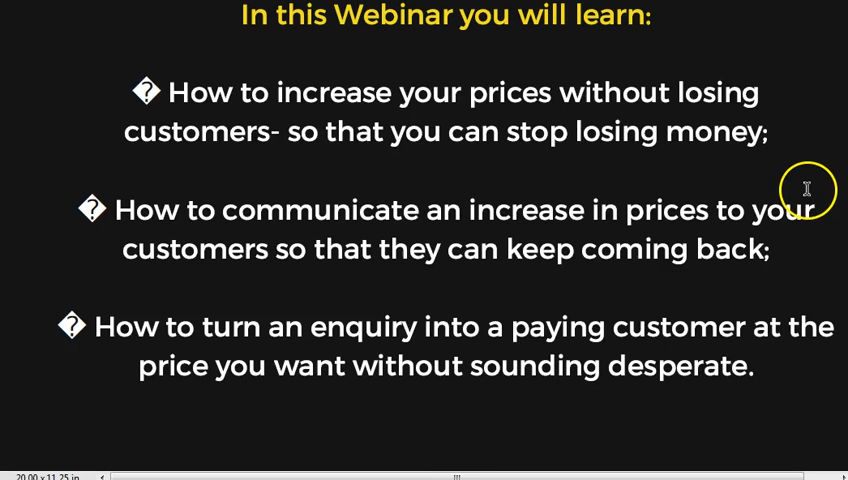 In this Webinar you will learn:
� How to increase your prices without losing
customers- so that you can stop losing money;
� How to communicate an increase in prices to your
customers so that they can keep coming back;
� How to turn an enquiry into a paying customer at the
price you want without sounding desperate.
20.00 x 11.25 in